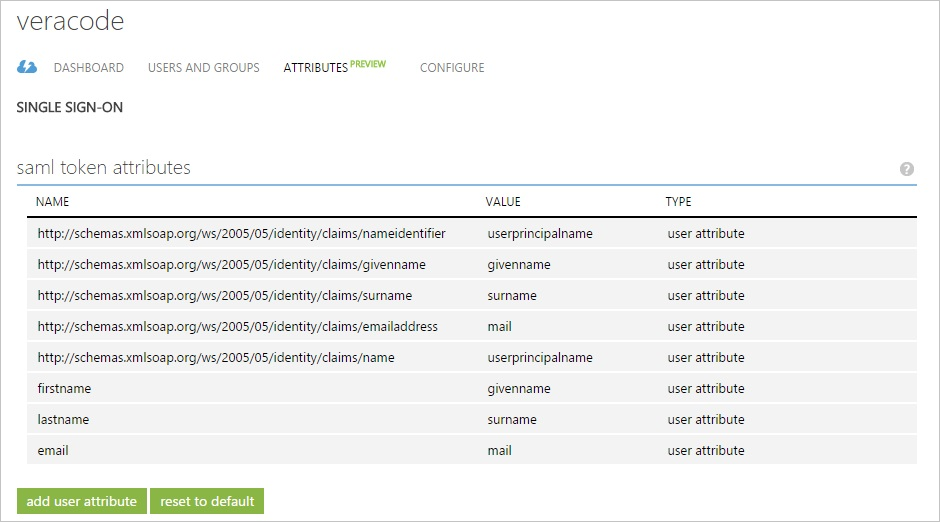 veracode
DASHBOARD USERS AND GROUPS ATTRIBUTES PREVIEW CONFIGURE
SINGLE SIGN-ON
saml token attributes ?
NAME VALUE TYPE
http://schemas.xmlsoap.org/ws/2005/05/identity/claims/nameidentifier userprincipalname user attribute
http://schemas.xmlsoap.org/ws/2005/05/identity/claims/givenname givenname user attribute
http://schemas.xmlsoap.org/ws/2005/05/identity/claims/surname surname user attribute
http://schemas.xmlsoap.org/ws/2005/05/identity/claims/emailaddress mail user attribute
http://schemas.xmlsoap.org/ws/2005/05/identity/claims/name userprincipalname user attribute
firstname givenname user attribute
lastname surname user attribute
email mail user attribute
add user attribute reset to default